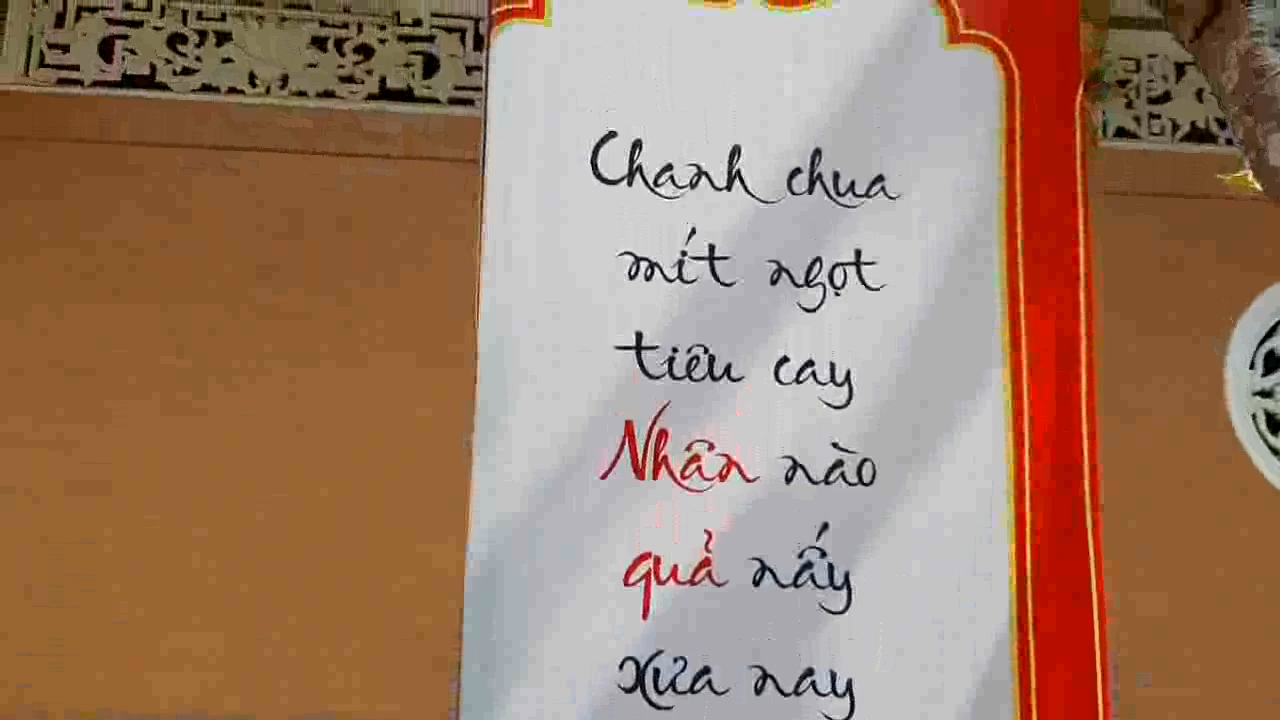 Chanh chua
mít ngọt
tiêu cay
Nhân nào
quả nấy
xưa nay